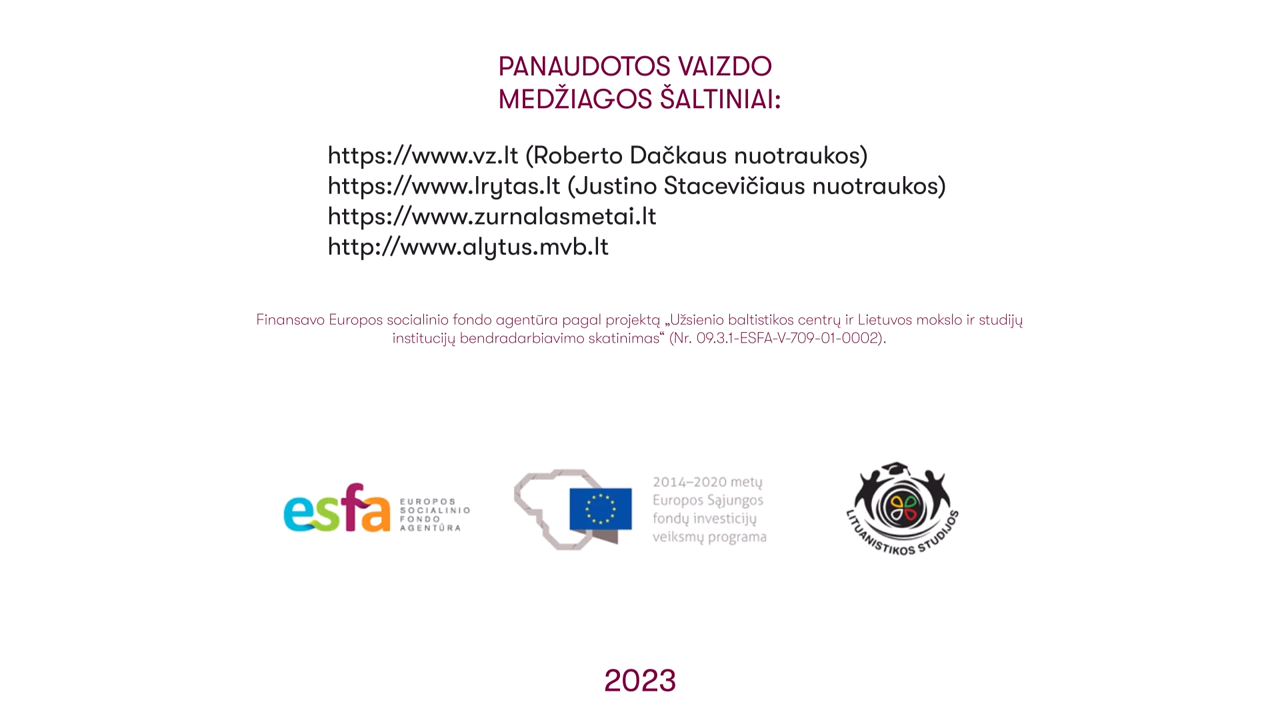 PANAUDOTOS VAIZDO
MEDŽIAGOS ŠALTINIAI:
https://www.vz.lt (Roberto Dačkaus nuotraukos)
https://www.lrytas.lt (Justino Stacevičiaus nuotraukos)
https://www.zurnalasmetai.lt
http://www.alytus.mvb.lt
Finansavo Europos socialinio fondo agentūra pagal projektą „Užsienio baltistikos centrų ir Lietuvos mokslo ir studijų
institucijų bendradarbiavimo skatinimas“ (Nr. 09.3.1-ESFA-V-709-01-0002).
esfa
EUROPOS
SOCIALINIO
FONDO
AGENTŪRA
2014–2020 metų
Europos Sąjungos
fondų investicijų
veiksmų programa
LITUANISTIKOS STUDIJOS
2023